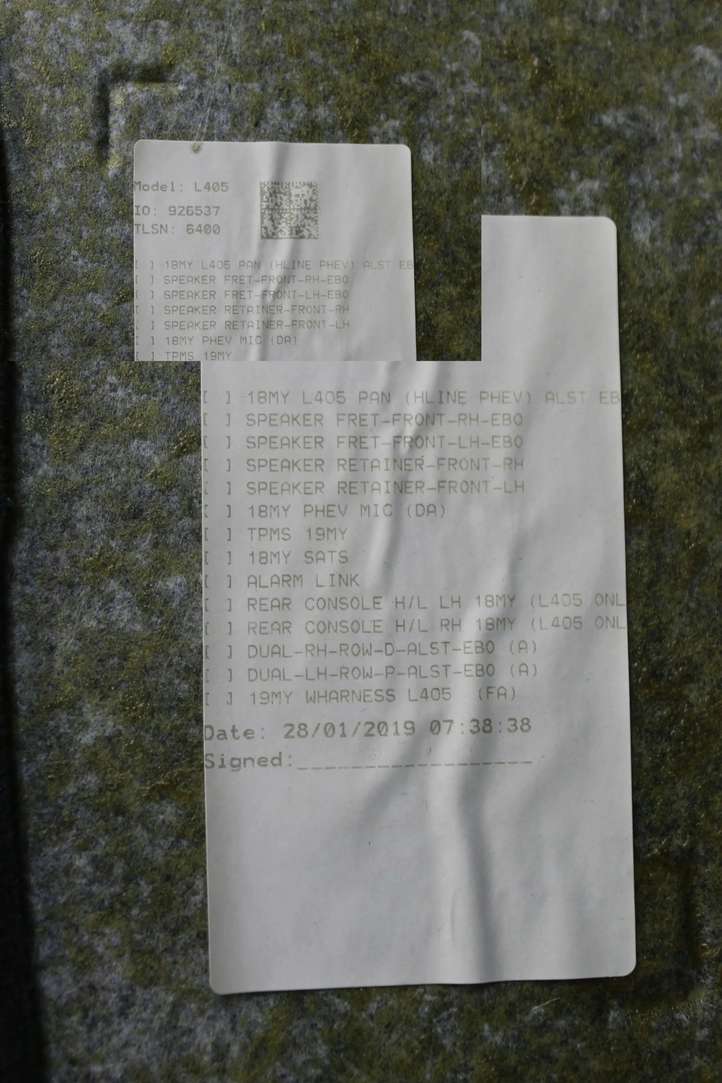 Model: L405
IO: 926537
TLSN: 6400
[ ] 18MY L405 PAN (HLINE PHEV) ALST EB
[ ] SPEAKER FRET-FRONT-RH-EBO
[ ] SPEAKER FRET-FRONT-LH-EBO
[ ] SPEAKER RETAINER-FRONT-RH
[ ] SPEAKER RETAINER-FRONT-LH
[ ] 18MY PHEV MIC (DA)
[ ] TPMS 19MY
[ ] 18MY L405 PAN (HLINE PHEV) ALST EB
[ ] SPEAKER FRET-FRONT-RH-EBO
[ ] SPEAKER FRET-FRONT-LH-EBO
[ ] SPEAKER RETAINER-FRONT-RH
[ ] SPEAKER RETAINER-FRONT-LH
[ ] 18MY PHEV MIC (DA)
[ ] TPMS 19MY
[ ] 18MY SATS
[ ] ALARM LINK
[ ] REAR CONSOLE H/L LH 18MY (L405 ONL
[ ] REAR CONSOLE H/L RH 18MY (L405 ONL
[ ] DUAL-RH-ROW-D-ALST-EBO (A)
[ ] DUAL-LH-ROW-P-ALST-EBO (A)
[ ] 19MY WHARNESS L405 (FA)
Date: 28/01/2019 07:38:38
Signed:_________________